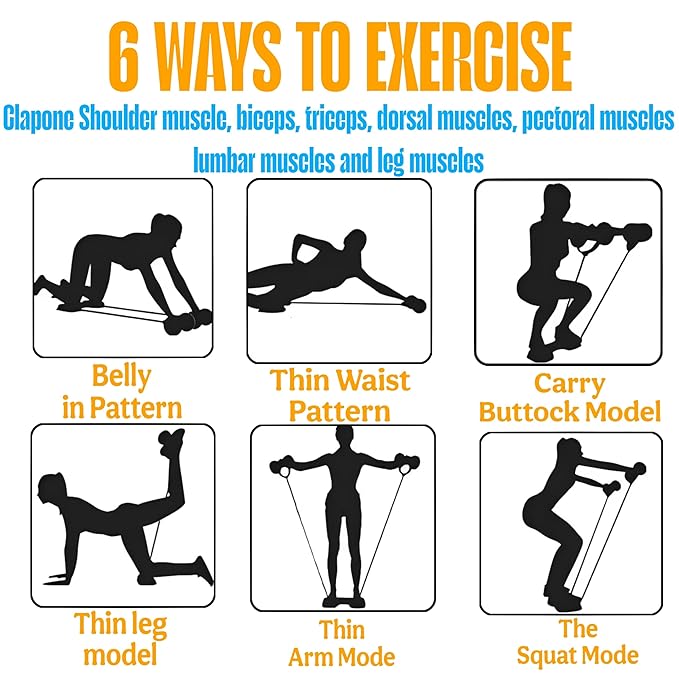 6 WAYS TO EXERCISE
Clapone Shoulder muscle, biceps, triceps, dorsal muscles, pectoral muscles
lumbar muscles and leg muscles
Belly
in Pattern
Thin Waist
Pattern
Carry
Buttock Model
Thin leg
model
Thin
Arm Mode
The
Squat Mode